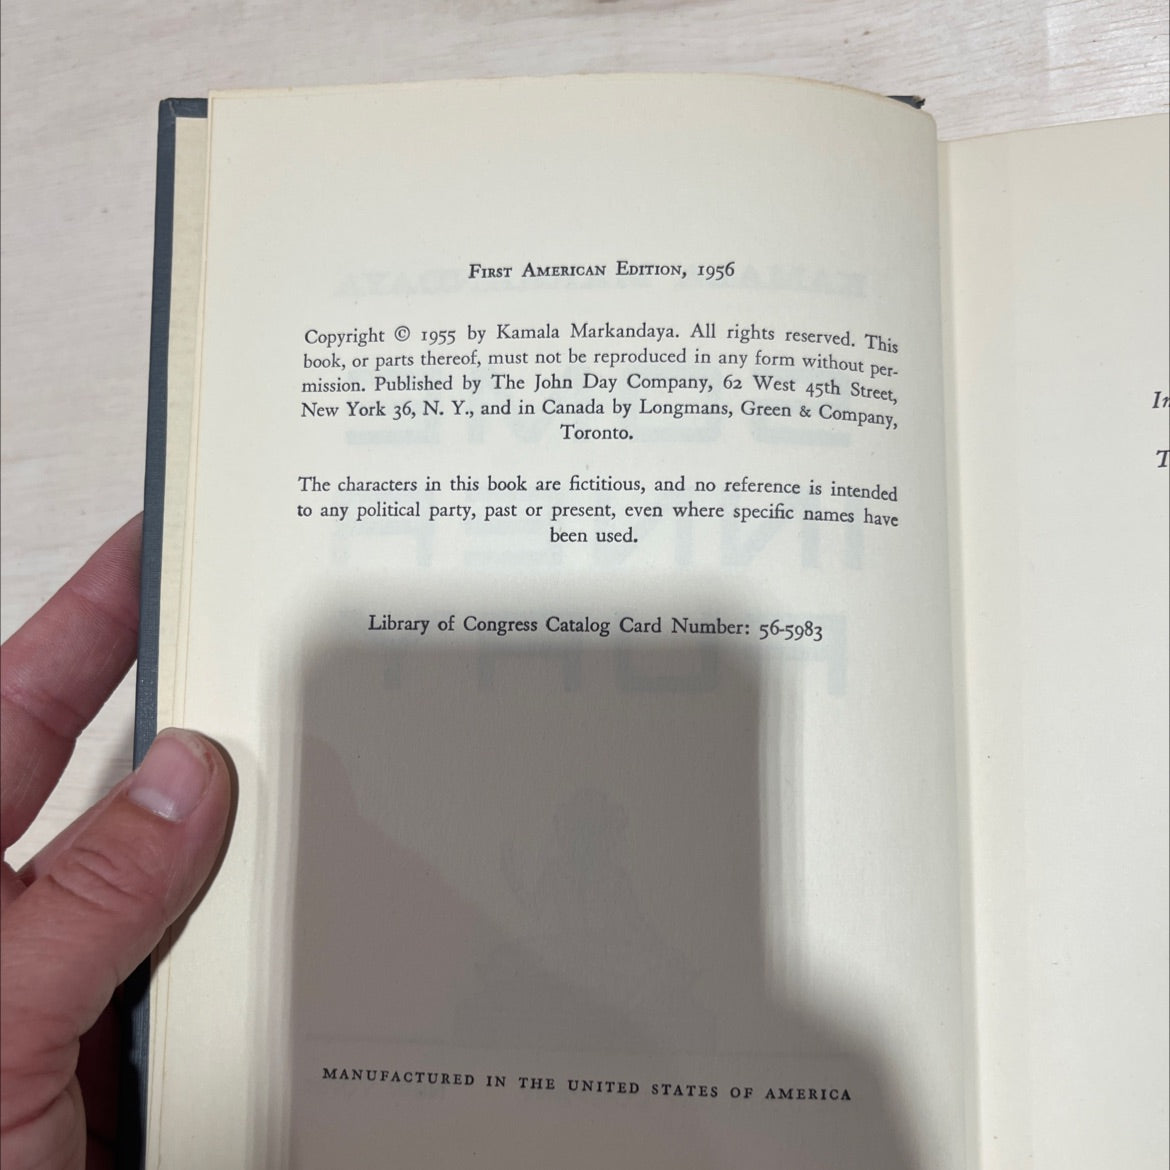 First American Edition, 1956
Copyright © 1955 by Kamala Markandaya. All rights reserved. This
book, or parts thereof, must not be reproduced in any form without per-
mission. Published by The John Day Company, 62 West 45th Street,
New York 36, N. Y., and in Canada by Longmans, Green & Company,
Toronto.
The characters in this book are fictitious, and no reference is intended
to any political party, past or present, even where specific names have
been used.
Library of Congress Catalog Card Number: 56-5983
MANUFACTURED IN THE UNITED STATES OF AMERICA